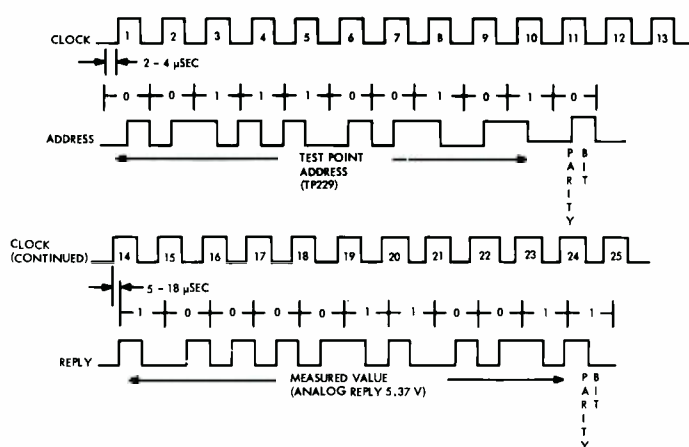 CLOCK 1 2 3 4 5 6 7 8 9 10 11 12 13
2 - 4 μSEC
0 0 1 1 1 0 0 1 0 1 0
ADDRESS
TEST POINT
ADDRESS
(TP229)
PARITY
BIT
CLOCK
(CONTINUED)
14 15 16 17 18 19 20 21 22 23 24 25
5 - 18 μSEC
1 0 0 0 0 1 1 0 0 1 1
REPLY
MEASURED VALUE
(ANALOG REPLY 5.37 V)
PARITY
BIT